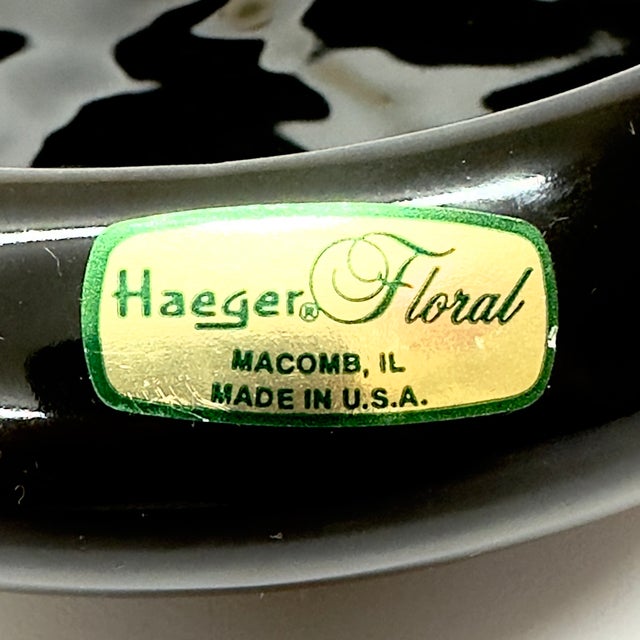 Haeger® Floral
MACOMB, IL
MADE IN U.S.A.